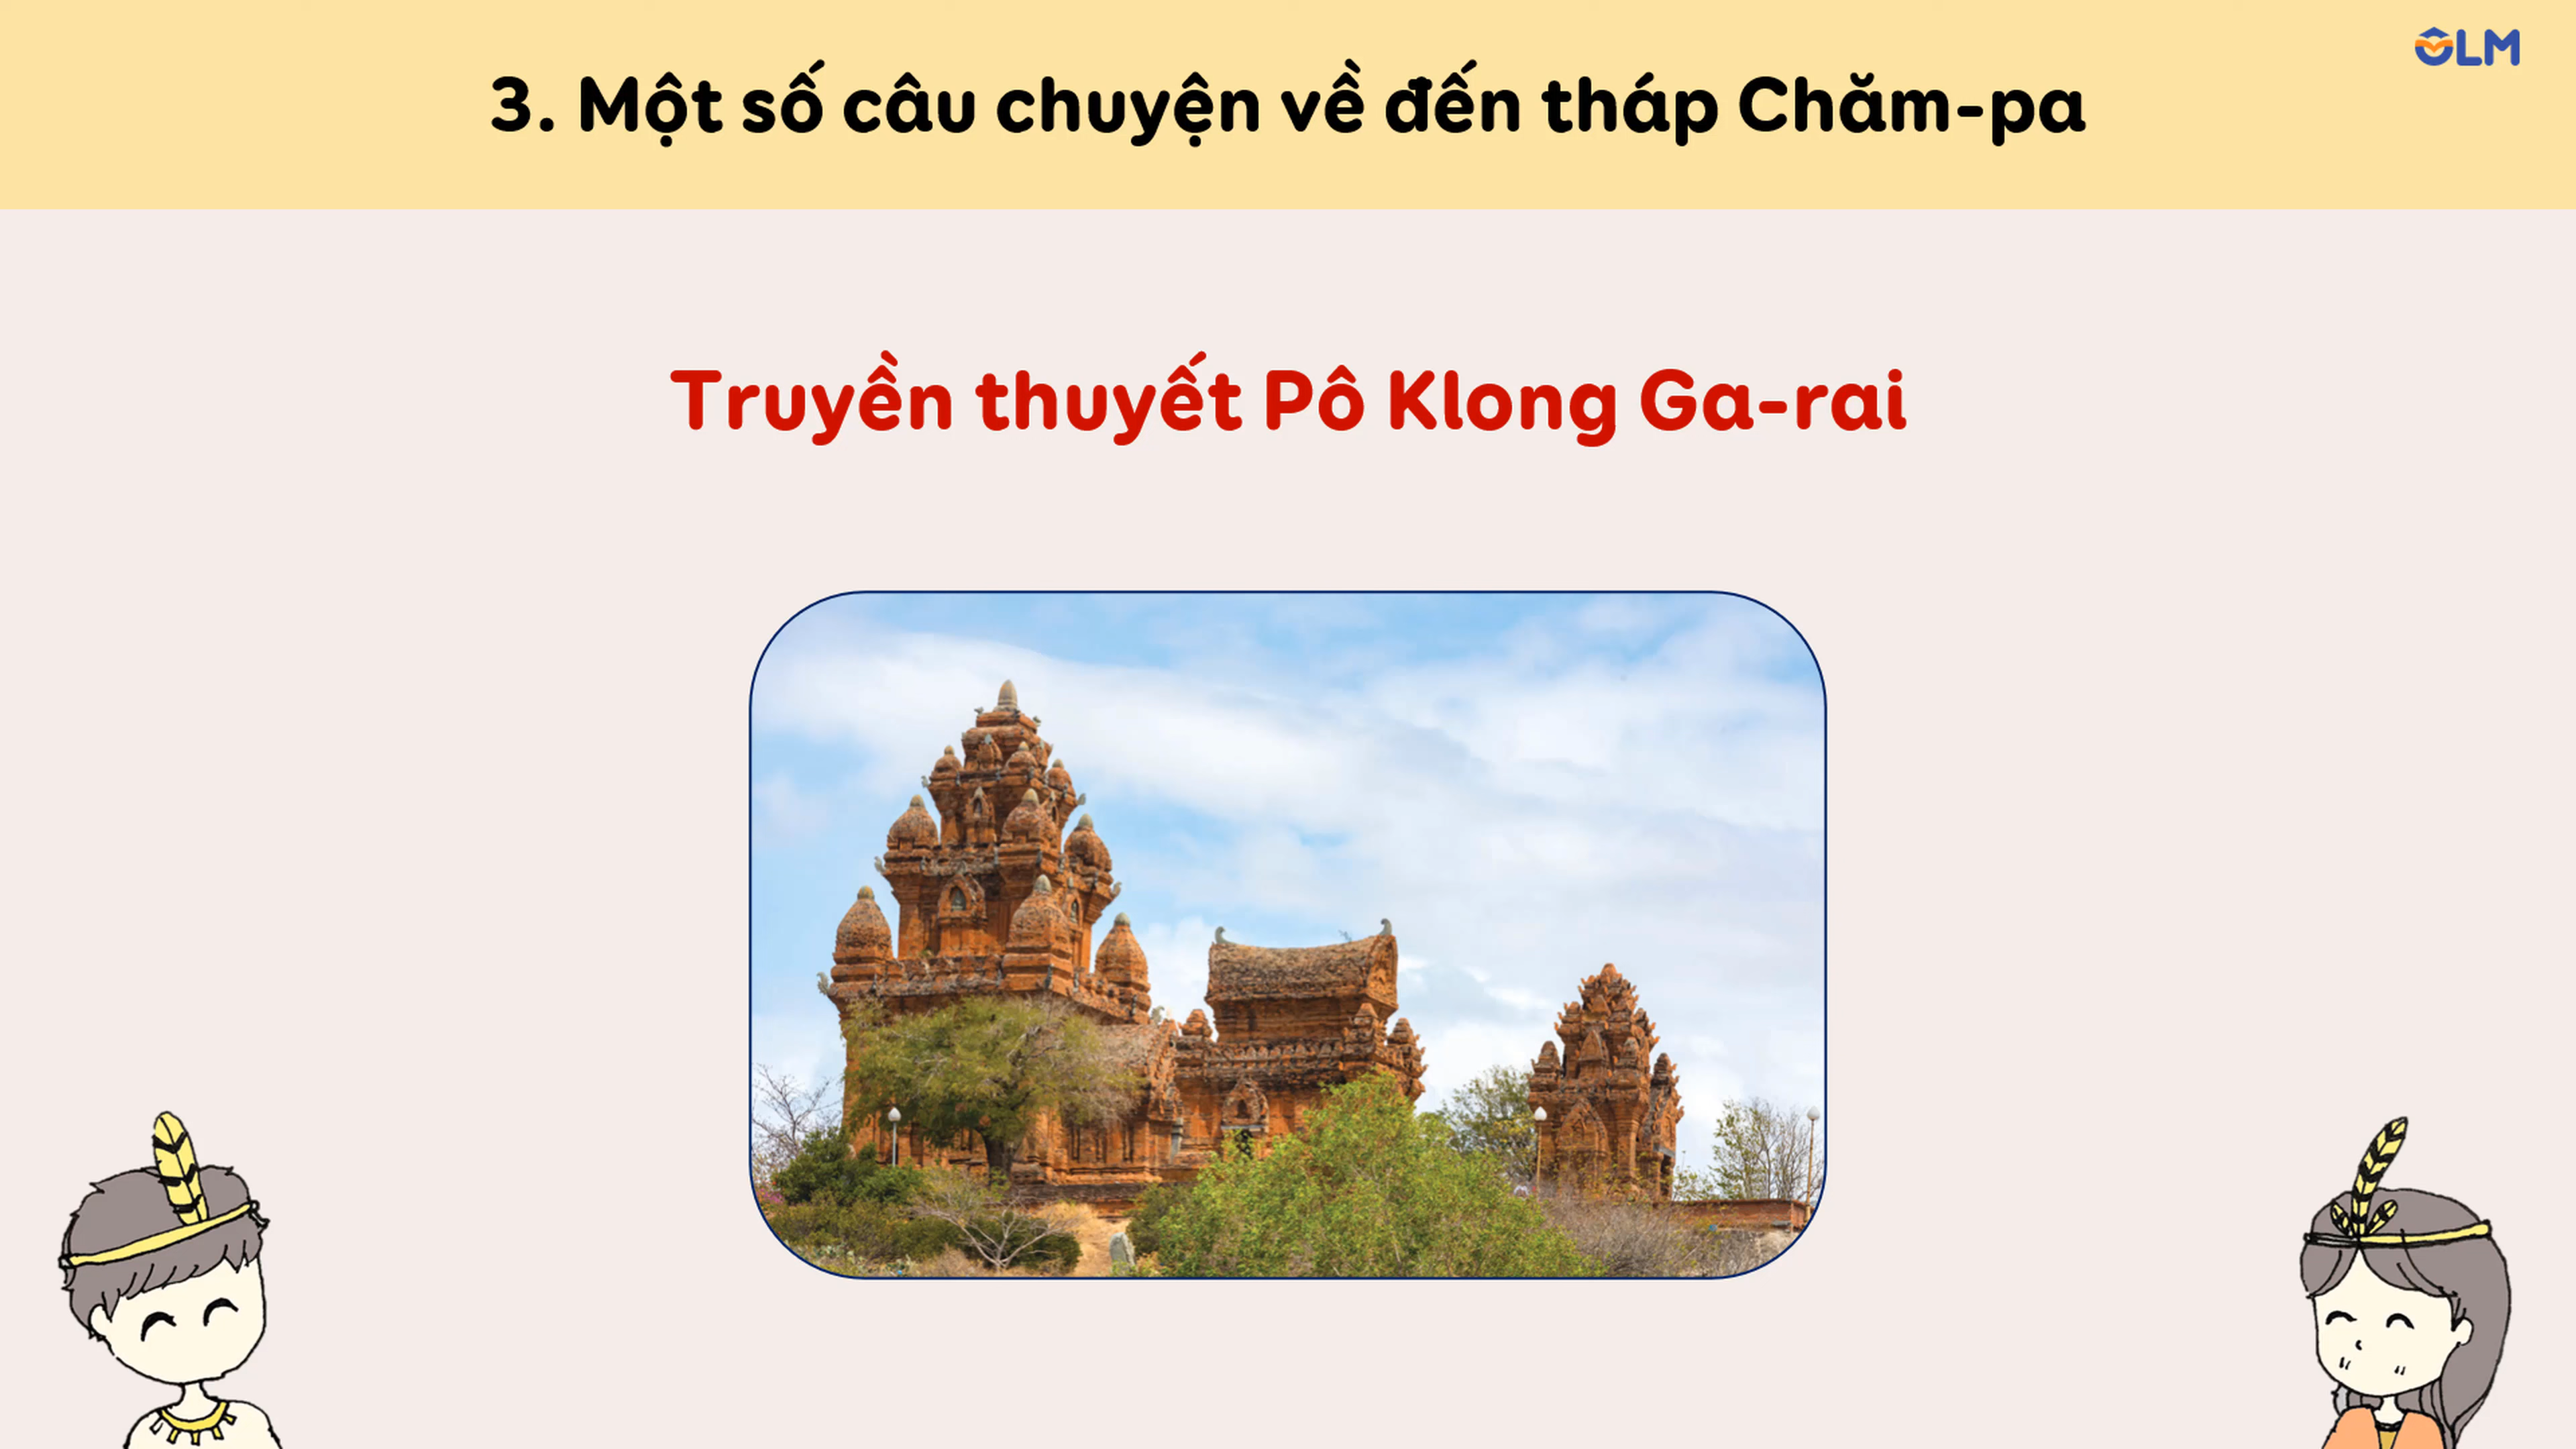 OLM
3. Một số câu chuyện về đến tháp Chăm-pa
Truyền thuyết Pô Klong Ga-rai